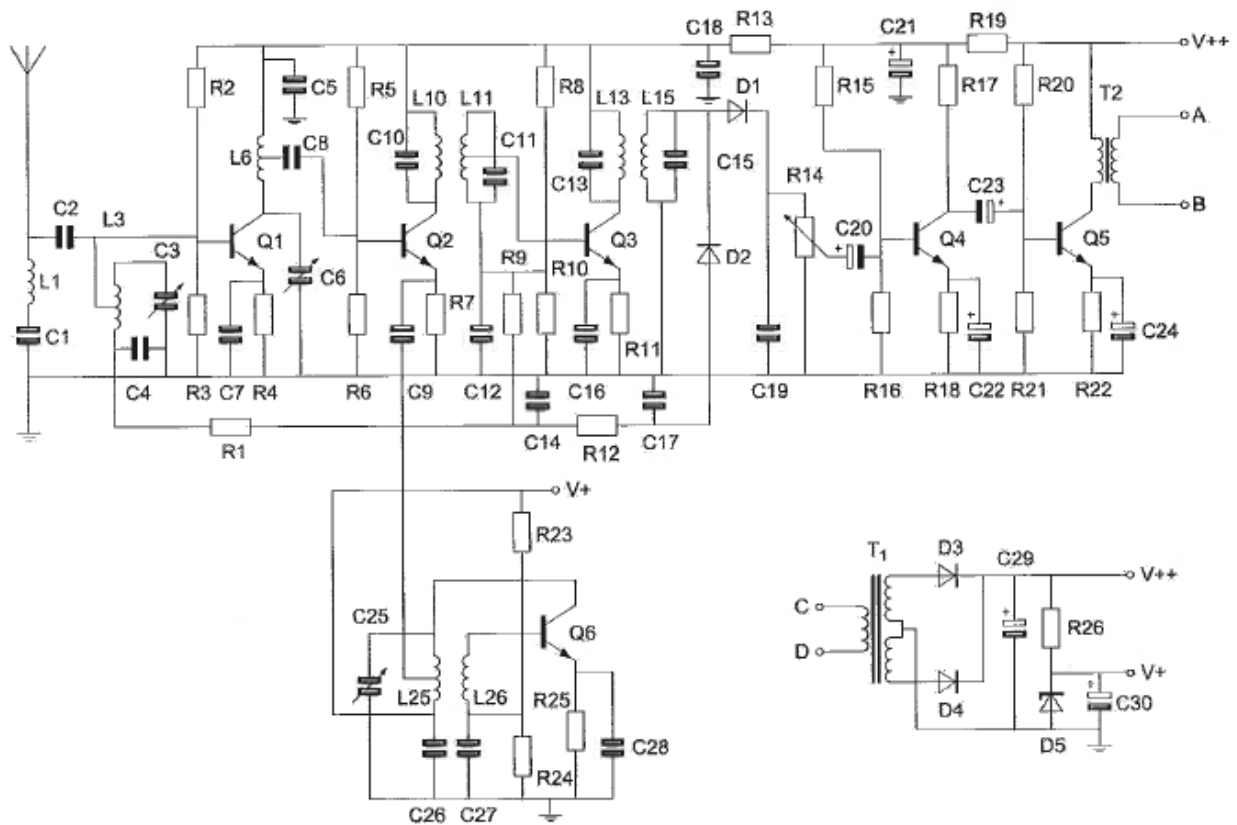 C18 R13 C21 R19
V++
R2 C5 R5 L10 L11 R8 L13 L15 D1 R15 R17 R20 T2
A
C8 C10 C11 C13 C15
L6
R14 C23
B
C2 L3 Q1 Q2 Q3 C20 Q4 Q5
C3 C6 R9 R10 D2
L1 R7
C1 R11 C24
C4 R3 C7 R4 R6 C9 C12 C16 C19 R16 R18 C22 R21 R22
C14 C17
R1 R12
V+
R23
T1 D3 C29
V++
C25 Q6 C
R26
D
L25 L26 R25 V+
D4 C30
C28 D5
R24
C26 C27
+
+
+
+
+
+
+